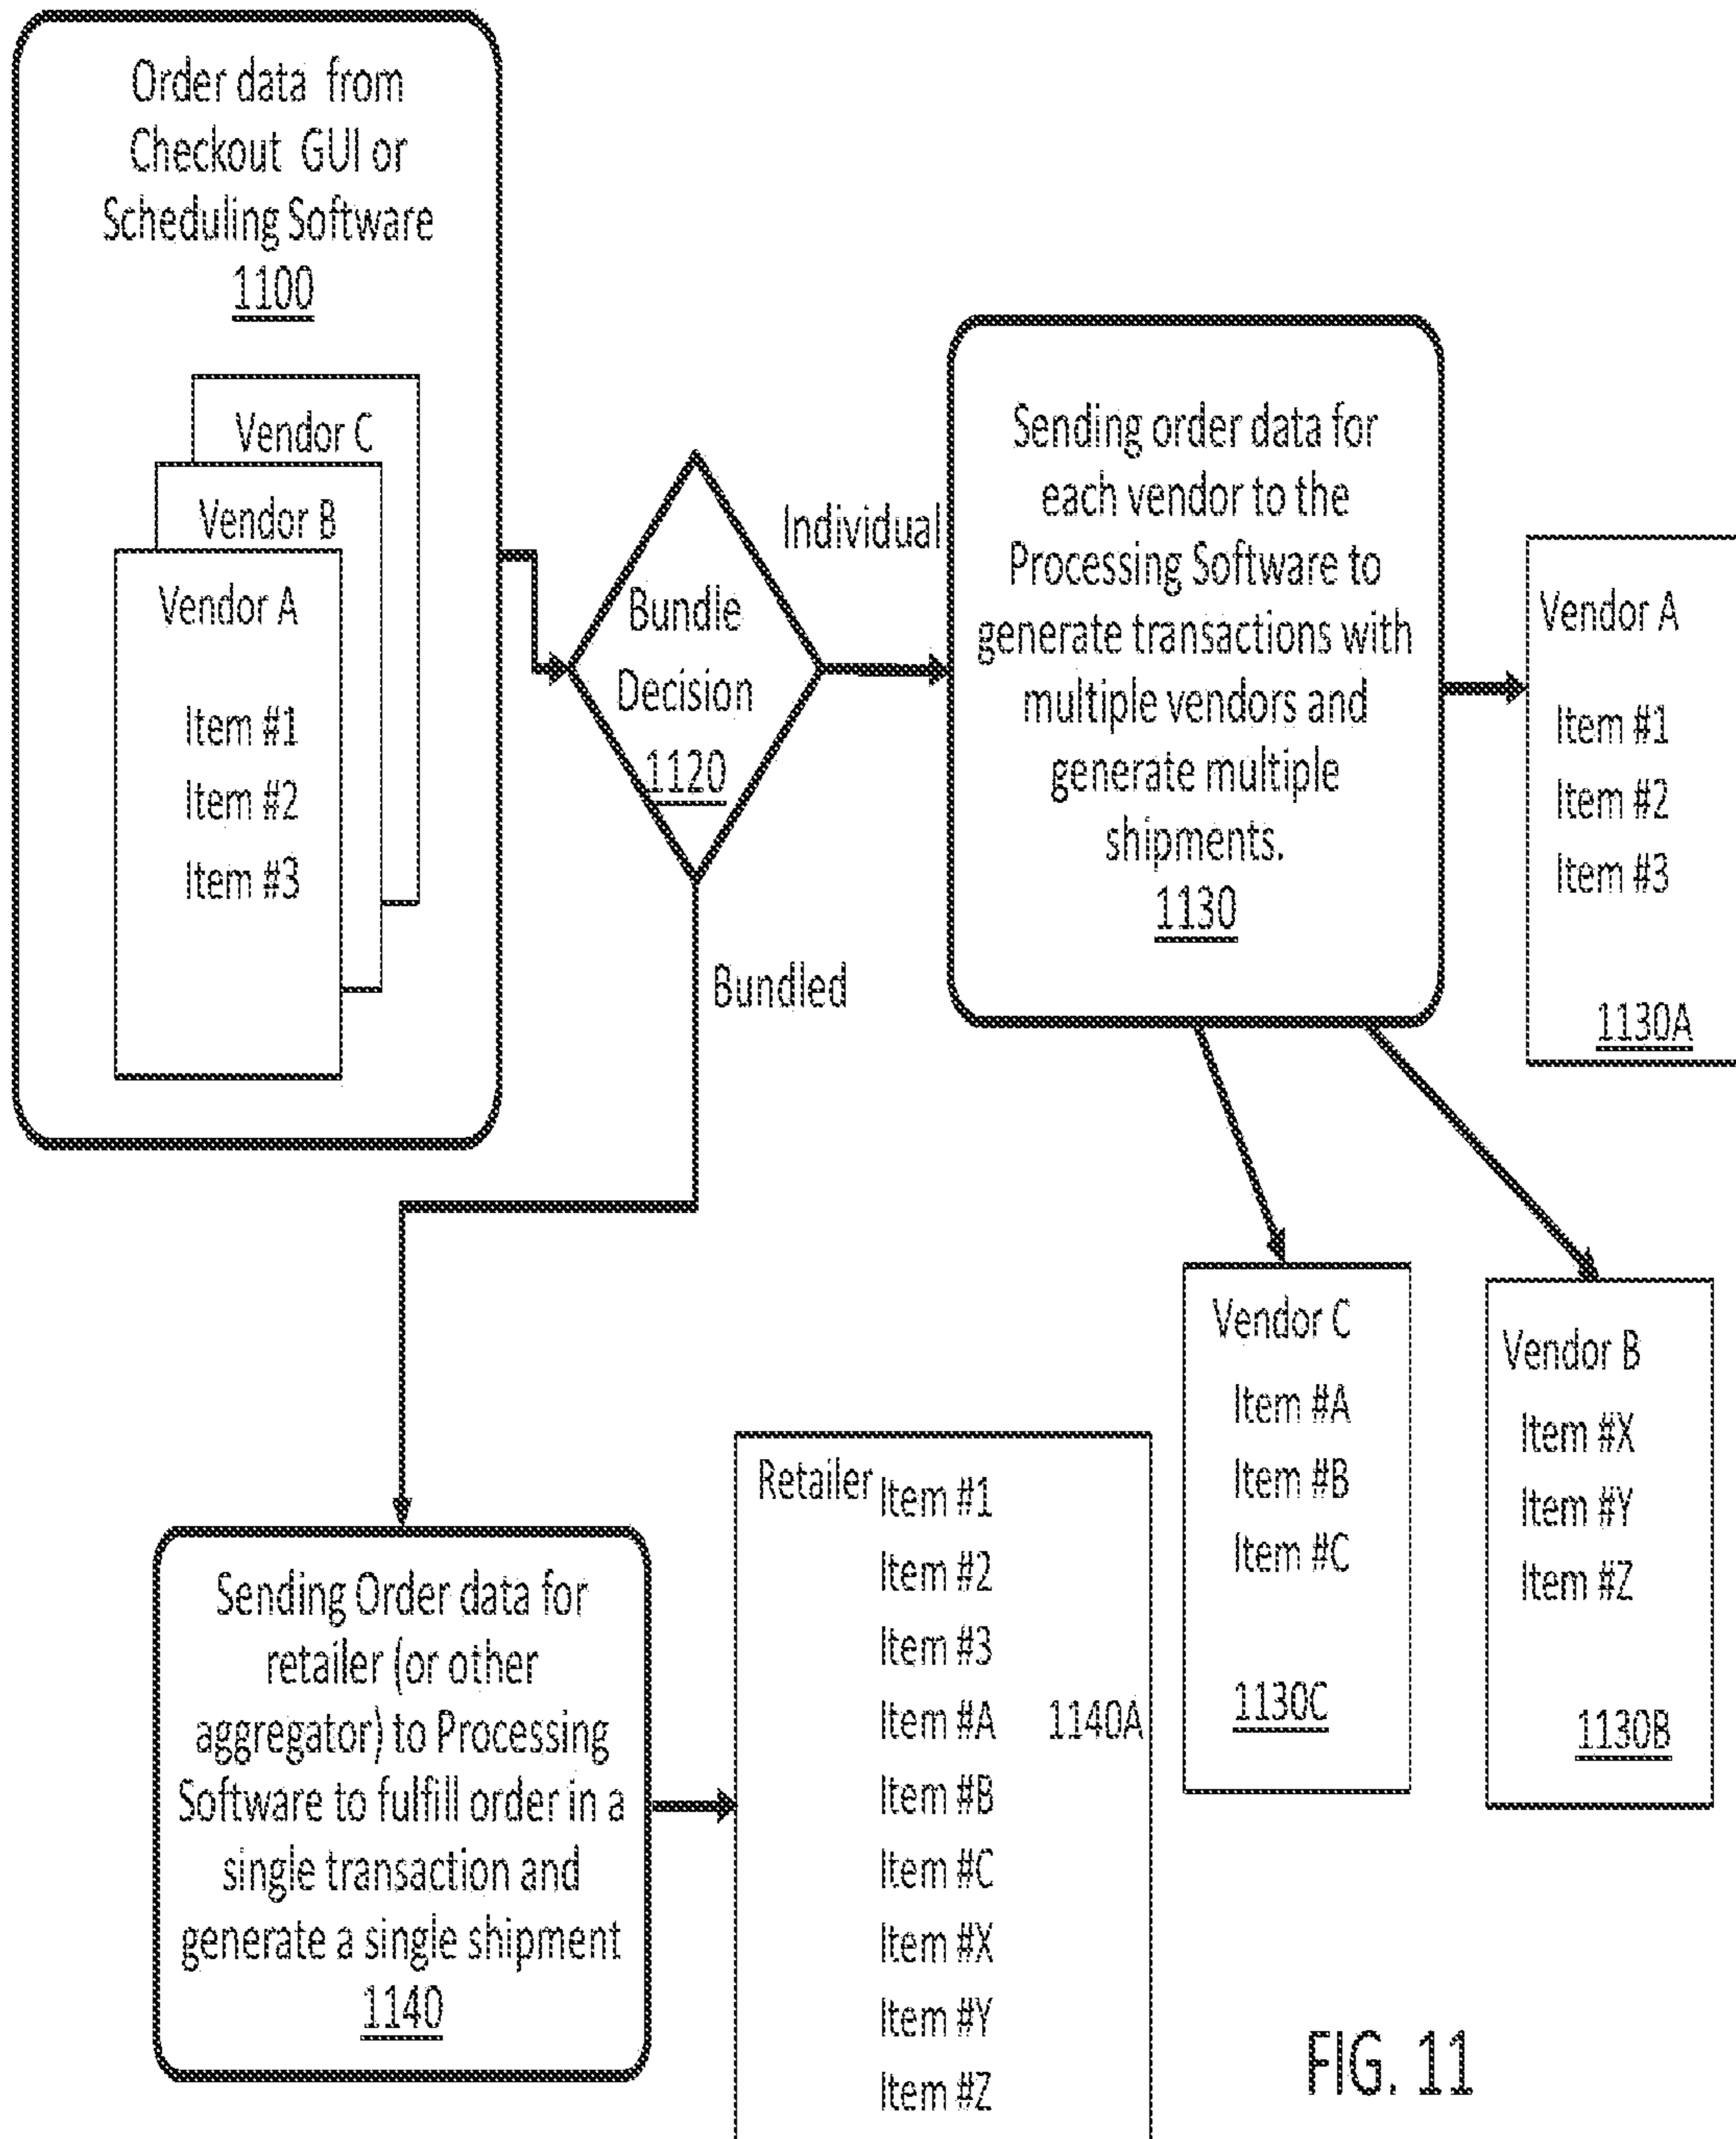 Order data from
Checkout GUI or
Scheduling Software
1100
Vendor C
Vendor B
Vendor A
Item #1
Item #2
Item #3
Bundle
Decision
1120
Individual
Bundled
Sending order data for
each vendor to the
Processing Software to
generate transactions with
multiple vendors and
generate multiple
shipments.
1130
Vendor A
Item #1
Item #2
Item #3
1130A
Vendor C
Item #A
Item #B
Item #C
1130C
Vendor B
Item #X
Item #Y
Item #Z
1130B
Sending Order data for
retailer (or other
aggregator) to Processing
Software to fulfill order in a
single transaction and
generate a single shipment
1140
Retailer
Item #1
Item #2
Item #3
Item #A 1140A
Item #B
Item #C
Item #X
Item #Y
Item #Z
FIG. 11